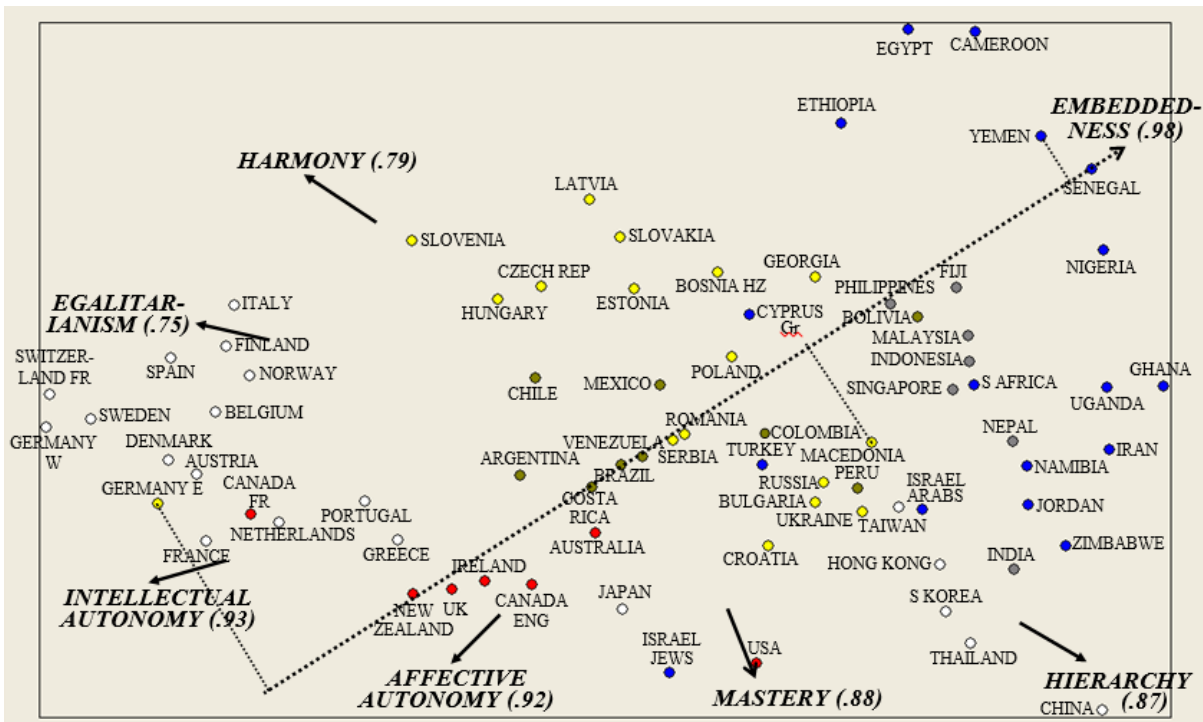 EGYPT
CAMEROON
ETHIOPIA
EMBEDDED-
NESS (.98)
YEMEN
HARMONY (.79)
LATVIA
SENEGAL
SLOVENIA
SLOVAKIA
NIGERIA
CZECH REP
GEORGIA
FIJI
BOSNIA HZ
PHILIPPINES
HUNGARY
ESTONIA
EGALITAR-
IANISM (.75)
ITALY
CYPRUS
Gr
BOLIVIA
MALAYSIA
FINLAND
SWITZER-
LAND FR
SPAIN
NORWAY
POLAND
INDONESIA
CHILE
MEXICO
SINGAPORE
S AFRICA
GHANA
UGANDA
SWEDEN
BELGIUM
GERMANY
W
DENMARK
ROMANIA
VENEZUELA
SERBIA
COLOMBIA
NEPAL
TURKEY
MACEDONIA
IRAN
AUSTRIA
ARGENTINA
BRAZIL
PERU
NAMIBIA
GERMANY E
CANADA
FR
RUSSIA
ISRAEL
ARABS
COSTA
RICA
BULGARIA
JORDAN
PORTUGAL
UKRAINE
TAIWAN
NETHERLANDS
AUSTRALIA
FRANCE
GREECE
CROATIA
ZIMBABWE
IRELAND
HONG KONG
INDIA
INTELLECTUAL
AUTONOMY (.93)
NEW
ZEALAND
UK
CANADA
ENG
JAPAN
S KOREA
ISRAEL
JEWS
USA
THAILAND
AFFECTIVE
AUTONOMY (.92)
MASTERY (.88)
HIERARCHY
(.87)
CHINA